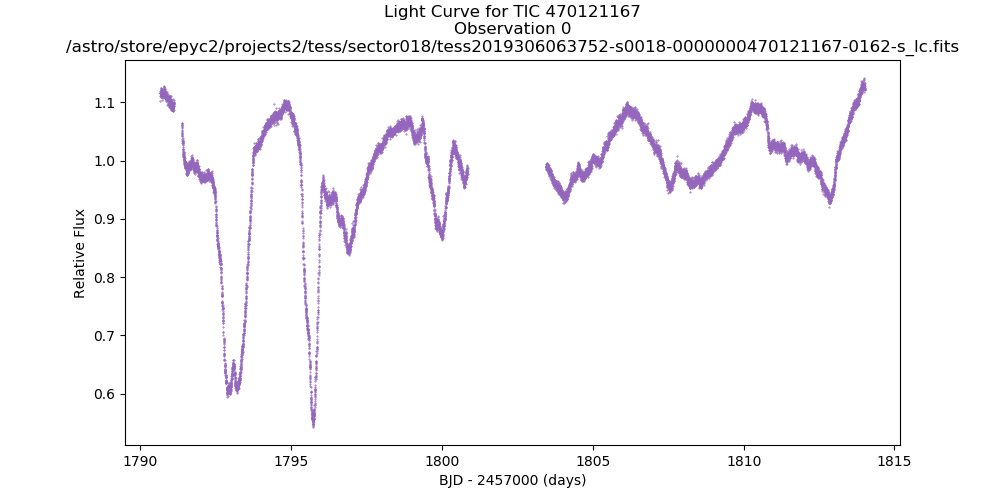 Light Curve for TIC 470121167
Observation 0
/astro/store/epyc2/projects2/tess/sector018/tess2019306063752-s0018-0000000470121167-0162-s_lc.fits
1.1
1.0
0.9
0.8
0.7
0.6
Relative Flux
1790
1795
1800
1805
1810
1815
BJD - 2457000 (days)